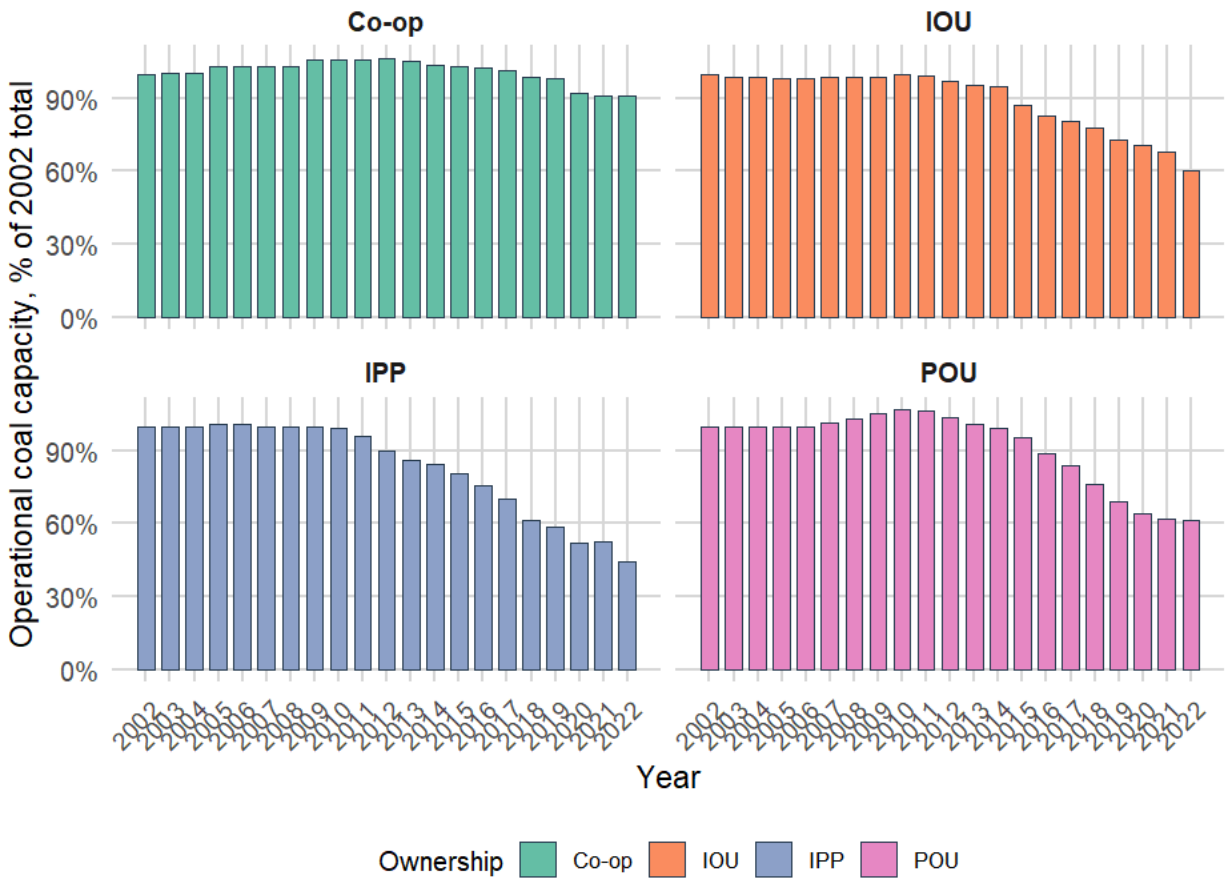 Co-op
IOU
Operational coal capacity, % of 2002 total
90%
60%
30%
0%
IPP
POU
90%
60%
30%
0%
2002 2003 2004 2005 2006 2007 2008 2009 2010 2011 2012 2013 2014 2015 2016 2017 2018 2019 2020 2021 2022
2002 2003 2004 2005 2006 2007 2008 2009 2010 2011 2012 2013 2014 2015 2016 2017 2018 2019 2020 2021 2022
Year
Ownership Co-op IOU IPP POU